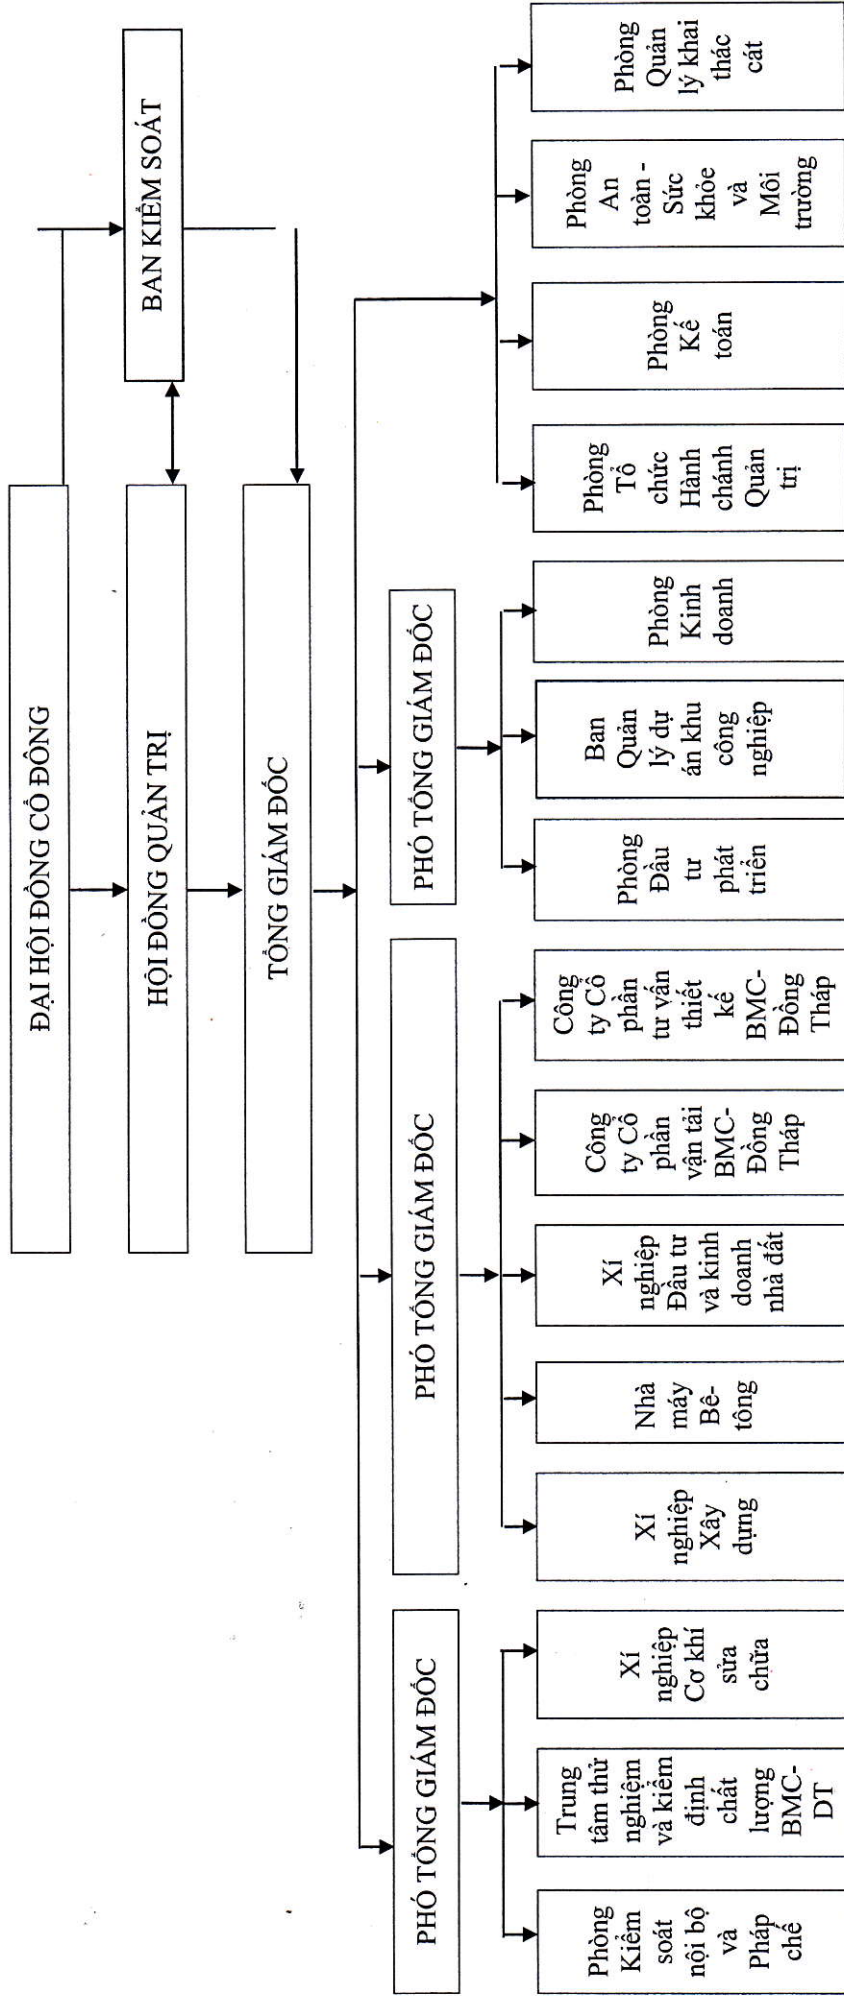 ĐẠI HỘI ĐỒNG CỔ ĐÔNG
BAN KIỂM SOÁT
HỘI ĐỒNG QUẢN TRỊ
TỔNG GIÁM ĐỐC
PHÓ TỔNG GIÁM ĐỐC
PHÓ TỔNG GIÁM ĐỐC
PHÓ TỔNG GIÁM ĐỐC
Phòng
Kiểm
soát
nội bộ
và
Pháp
chế
Trung
tâm thử
nghiệm
và kiểm
định
chất
lượng
BMC-
DT
Xí
nghiệp
Cơ khí
sửa
chữa
Xí
nghiệp
Xây
dựng
Nhà
máy
Bê-
tông
Xí
nghiệp
Đầu tư
và kinh
doanh
nhà đất
Công
ty Cổ
phần
vận tải
BMC-
Đồng
Tháp
Công
ty Cổ
phần
tư vấn
thiết
kế
BMC-
Đồng
Tháp
Phòng
Đầu
tư
phát
triển
Ban
Quản
lý dự
án khu
công
nghiệp
Phòng
Kinh
doanh
Phòng
Tổ
chức
Hành
chánh
Quản
trị
Phòng
Kế
toán
Phòng
An
toàn -
Sức
khỏe
và
Môi
trường
Phòng
Quản
lý khai
thác
cát